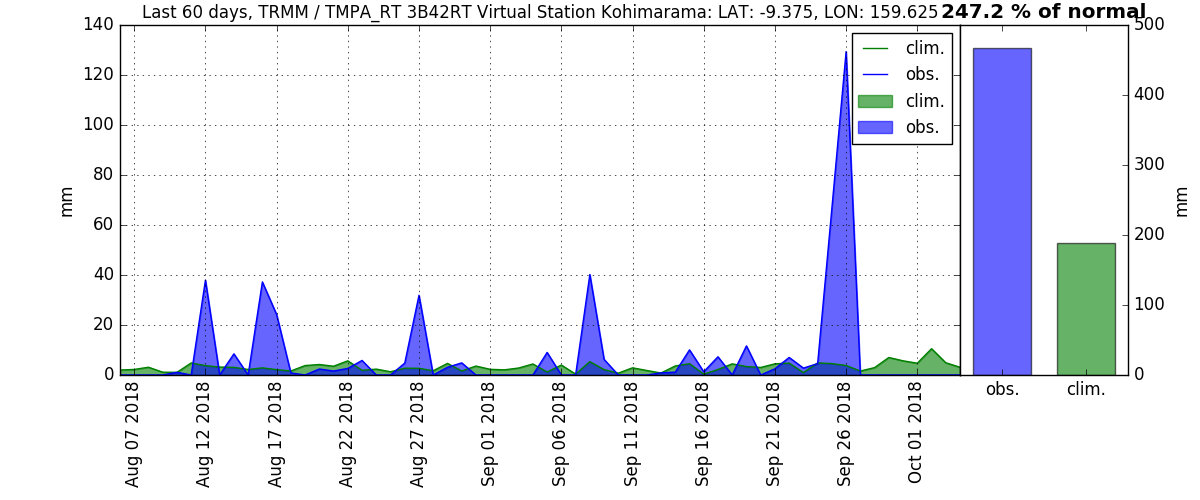 Last 60 days, TRMM / TMPA_RT 3B42RT Virtual Station Kohimarama: LAT: -9.375, LON: 159.625
247.2 % of normal
140
120
100
80
60
40
20
0
mm
clim.
obs.
clim.
obs.
Aug 07 2018
Aug 12 2018
Aug 17 2018
Aug 22 2018
Aug 27 2018
Sep 01 2018
Sep 06 2018
Sep 11 2018
Sep 16 2018
Sep 21 2018
Sep 26 2018
Oct 01 2018
500
400
300
200
100
0
mm
obs.
clim.